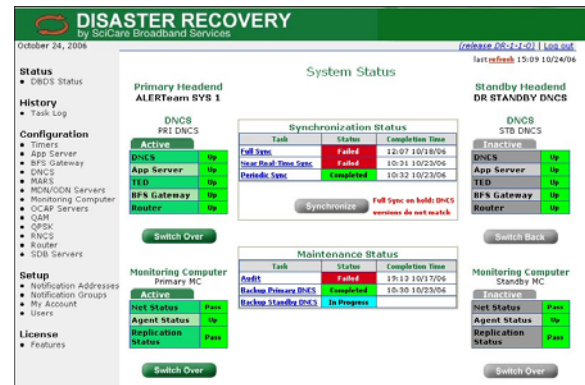 DISASTER RECOVERY
by SciCare Broadband Services
October 24, 2006
(release DR-1-1-0) | Log out
last refresh 15:09 10/24/06
Status
DBDS Status
History
Task Log
Configuration
Timers
App Server
BFS Gateway
DNCS
MARS
MDN/ODN Servers
Monitoring Computer
OCAP Servers
QAM
QPSK
RNCS
Router
SDB Servers
Setup
Notification Addresses
Notification Groups
My Account
Users
License
Features
System Status
Primary Headend
ALERTeam SYS 1
DNCS
PRI DNCS
Active
DNCS Up
App Server Up
TED Up
BFS Gateway Up
Router Up
Switch Over
Monitoring Computer
Primary MC
Active
Net Status Pass
Agent Status Up
Replication Status Pass
Switch Over
Synchronization Status
Task Status Completion Time
Full Sync Failed 12:07 10/18/06
Near Real-Time Sync Failed 10:31 10/23/06
Periodic Sync Completed 10:32 10/23/06
Synchronize
Full Sync on hold: DNCS
versions do not match
Maintenance Status
Task Status Completion Time
Audit Failed 19:13 10/17/06
Backup Primary DNCS Completed 10:30 10/23/06
Backup Standby DNCS In Progress
Standby Headend
DR STANDBY DNCS
DNCS
STB DNCS
Inactive
DNCS Up
App Server Up
TED Up
BFS Gateway Up
Router Up
Switch Back
Monitoring Computer
Standby MC
Inactive
Net Status Pass
Agent Status Up
Replication Status Pass
Switch Over